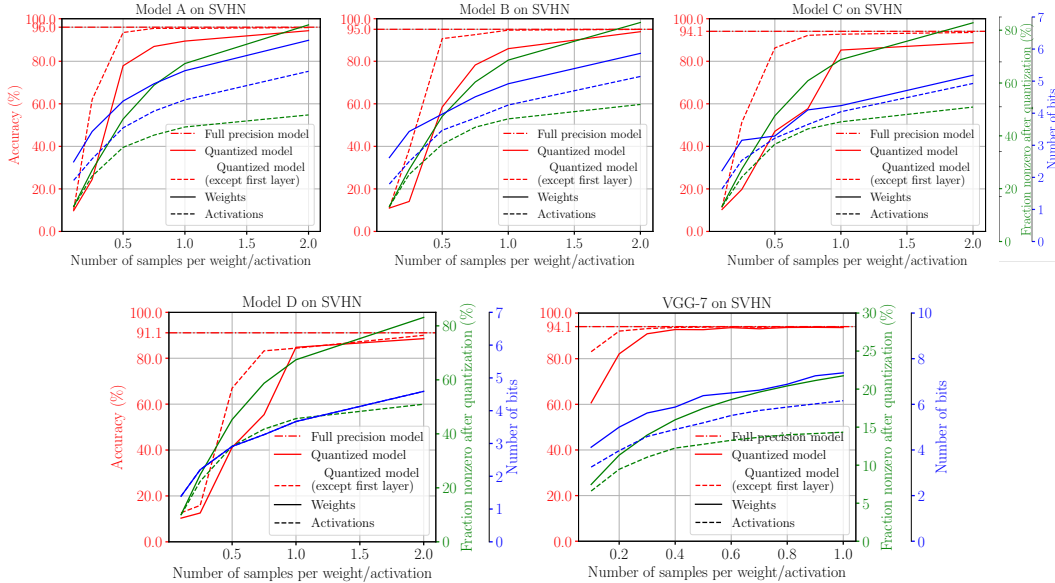 Model A on SVHN
Model B on SVHN
Model C on SVHN
100.0
96.0
80.0
60.0
40.0
20.0
0.0
Accuracy (%)
0.5
1.0
1.5
2.0
Number of samples per weight/activation
Full precision model
Quantized model
Quantized model
(except first layer)
Weights
Activations
100.0
95.0
80.0
60.0
40.0
20.0
0.0
0.5
1.0
1.5
2.0
Number of samples per weight/activation
Full precision model
Quantized model
Quantized model
(except first layer)
Weights
Activations
100.0
94.1
80.0
60.0
40.0
20.0
0.0
0.5
1.0
1.5
2.0
Number of samples per weight/activation
Full precision model
Quantized model
Quantized model
(except first layer)
Weights
Activations
80
60
40
20
0
Fraction nonzero after quantization (%)
7
6
5
4
3
2
1
0
Number of bits
Model D on SVHN
VGG-7 on SVHN
100.0
91.1
80.0
60.0
40.0
20.0
0.0
Accuracy (%)
0.5
1.0
1.5
2.0
Number of samples per weight/activation
Full precision model
Quantized model
Quantized model
(except first layer)
Weights
Activations
80
60
40
20
0
Fraction nonzero after quantization (%)
7
6
5
4
3
2
1
0
Number of bits
100.0
94.1
80.0
60.0
40.0
20.0
0.0
0.2
0.4
0.6
0.8
1.0
Number of samples per weight/activation
Full precision model
Quantized model
Quantized model
(except first layer)
Weights
Activations
30
25
20
15
10
5
0
Fraction nonzero after quantization (%)
10
8
6
4
2
0
Number of bits